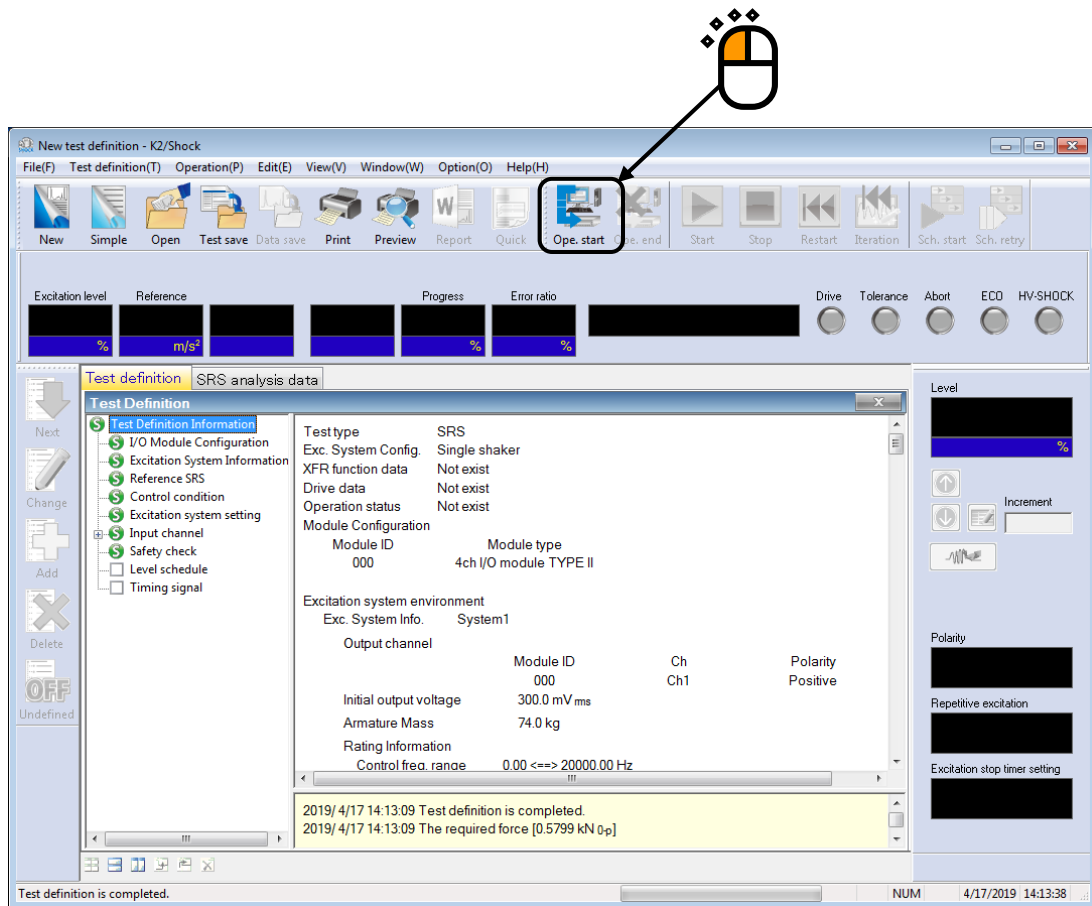 New test definition - K2/Shock
File(F) Test definition(T) Operation(P) Edit(E) View(V) Window(W) Option(O) Help(H)
New Simple Open Test save Data save Print Preview Report Quick Ope. start Ope. end Start Stop Restart Iteration Sch. start Sch. retry
Excitation level Reference Progress Error ratio Drive Tolerance Abort ECO HV-SHOCK
% m/s² % %
Test definition SRS analysis data
Test Definition
Next
Change
Add
Delete
OFF
Undefined
Test Definition Information
I/O Module Configuration
Excitation System Information
Reference SRS
Control condition
Excitation system setting
Input channel
Safety check
Level schedule
Timing signal
Test type SRS
Exc. System Config. Single shaker
XFR function data Not exist
Drive data Not exist
Operation status Not exist
Module Configuration
Module ID Module type
000 4ch I/O module TYPE II
Excitation system environment
Exc. System Info. System1
Output channel
Module ID Ch Polarity
000 Ch1 Positive
Initial output voltage 300.0 mV rms
Armature Mass 74.0 kg
Rating Information
Control freq. range 0.00 <==> 20000.00 Hz
2019/ 4/17 14:13:09 Test definition is completed.
2019/ 4/17 14:13:09 The required force [0.5799 kN 0-p]
Level
%
Increment
Polarity
Repetitive excitation
Excitation stop timer setting
Test definition is completed. NUM 4/17/2019 14:13:38